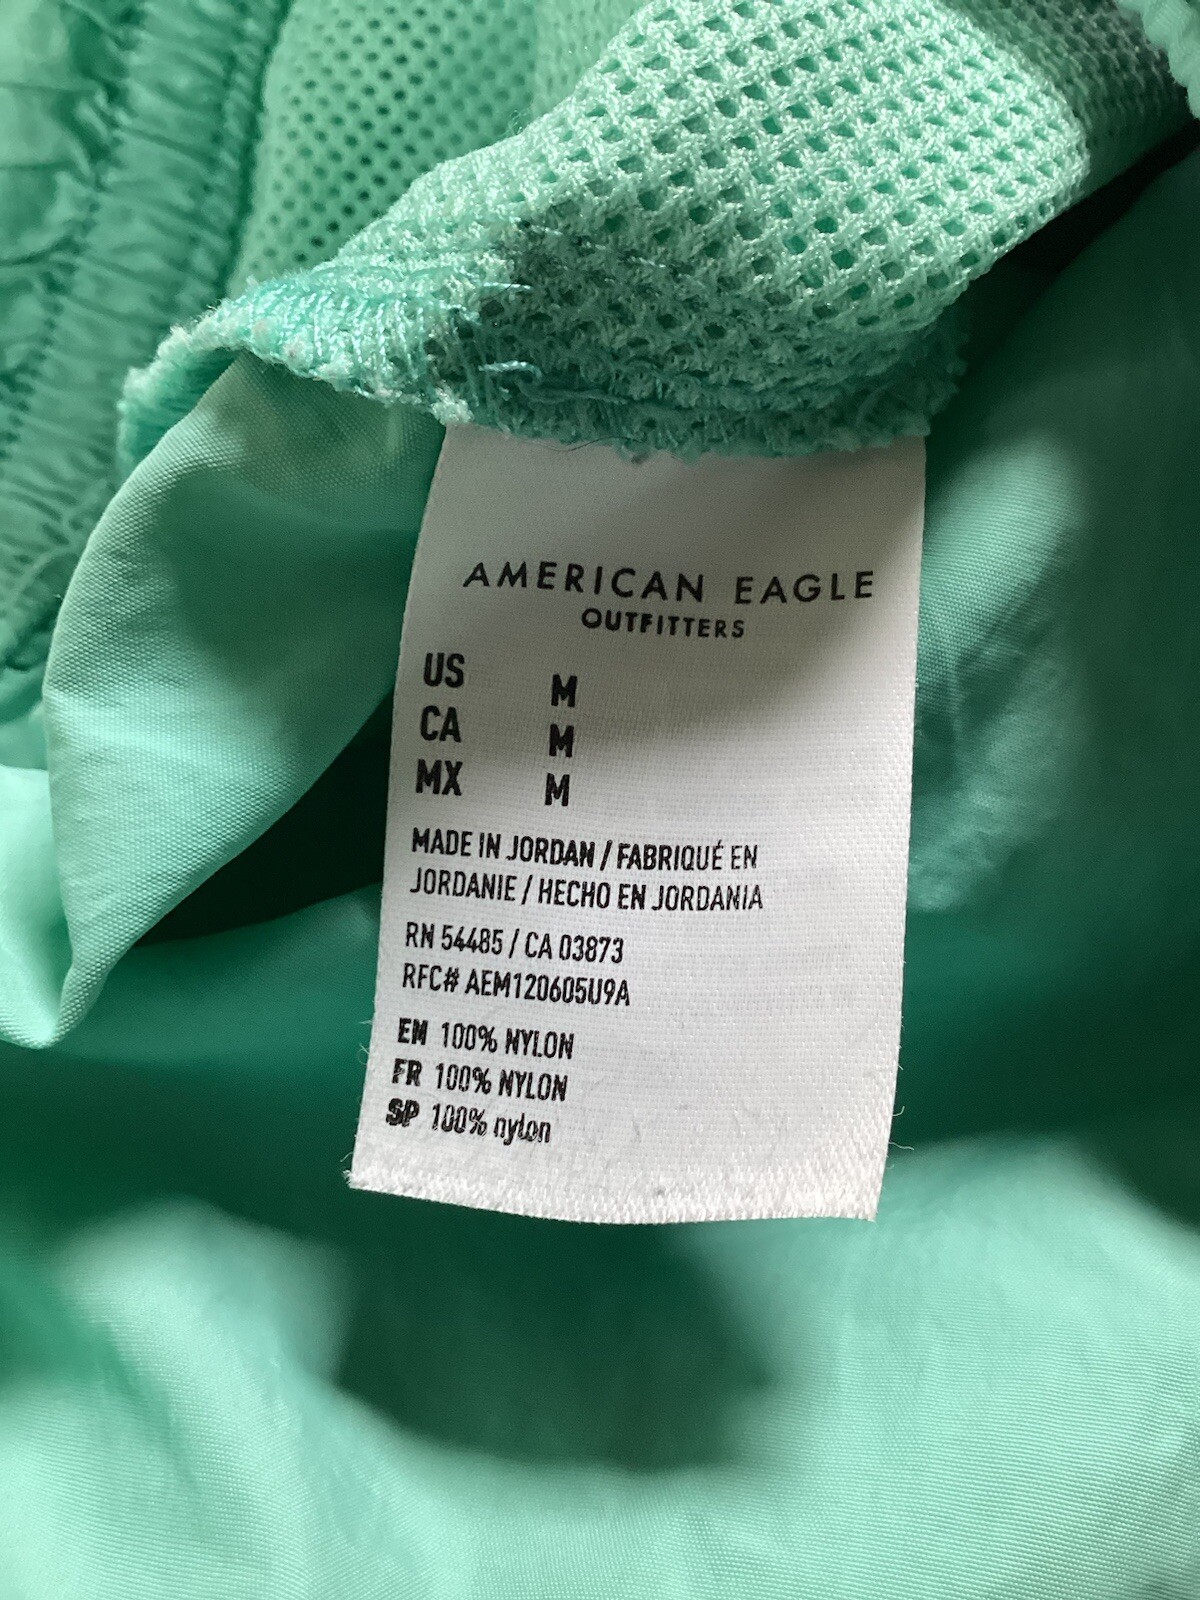 AMERICAN EAGLE
OUTFITTERS
US M
CA M
MX M
MADE IN JORDAN / FABRIQUÉ EN
JORDANIE / HECHO EN JORDANIA
RN 54485 / CA 03873
RFC# AEM120605U9A
EN 100% NYLON
FR 100% NYLON
SP 100% nylon